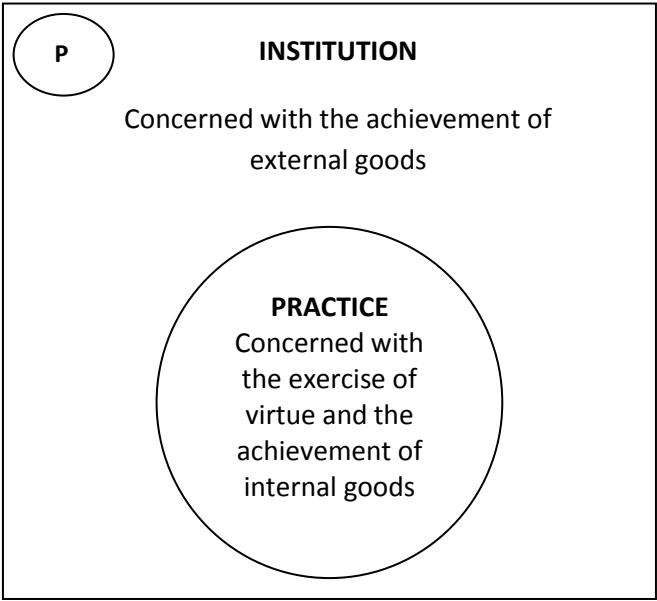 P
INSTITUTION
Concerned with the achievement of
external goods
PRACTICE
Concerned with
the exercise of
virtue and the
achievement of
internal goods